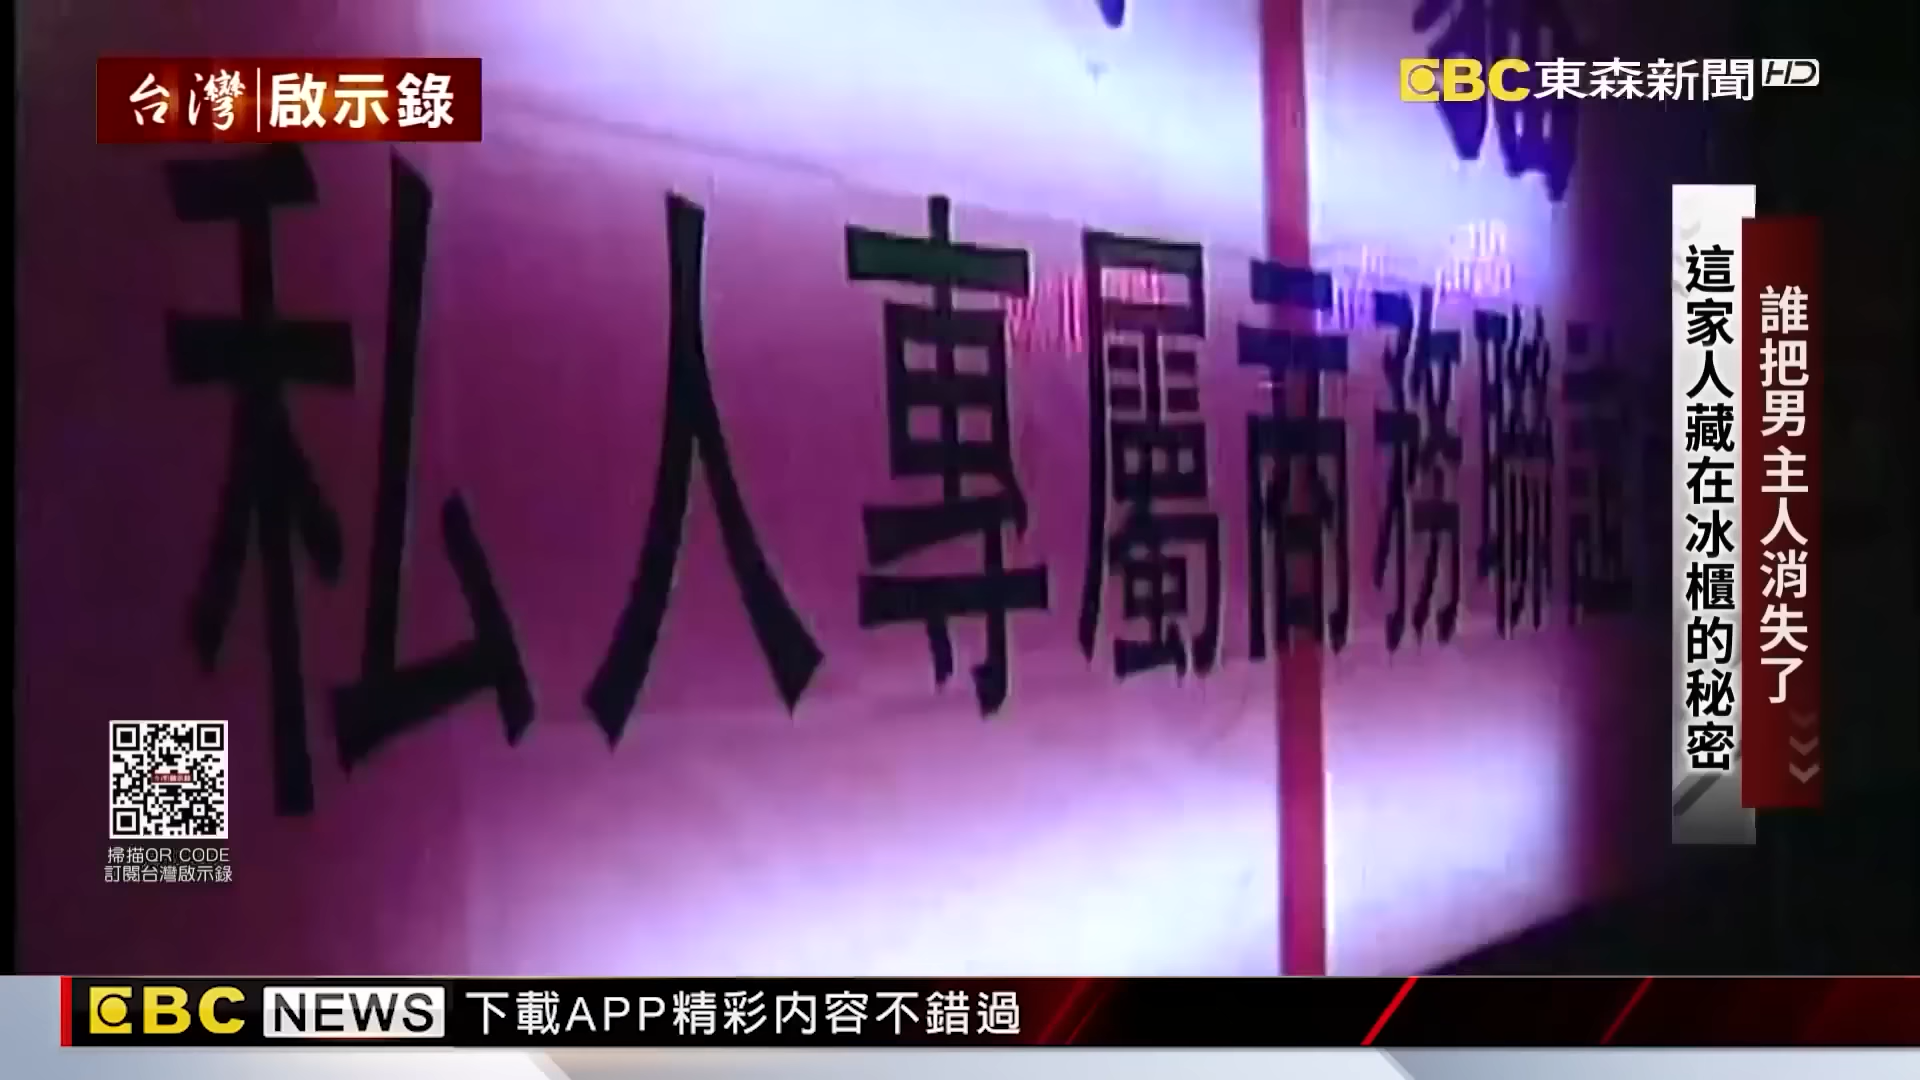 台灣啟示錄
EBC東森新聞HD
私人專屬商務聯誼
誰把男主人消失了
這家人藏在冰櫃的秘密
掃描QR CODE
訂閱台灣啟示錄
EBC NEWS 下載APP精彩內容不錯過